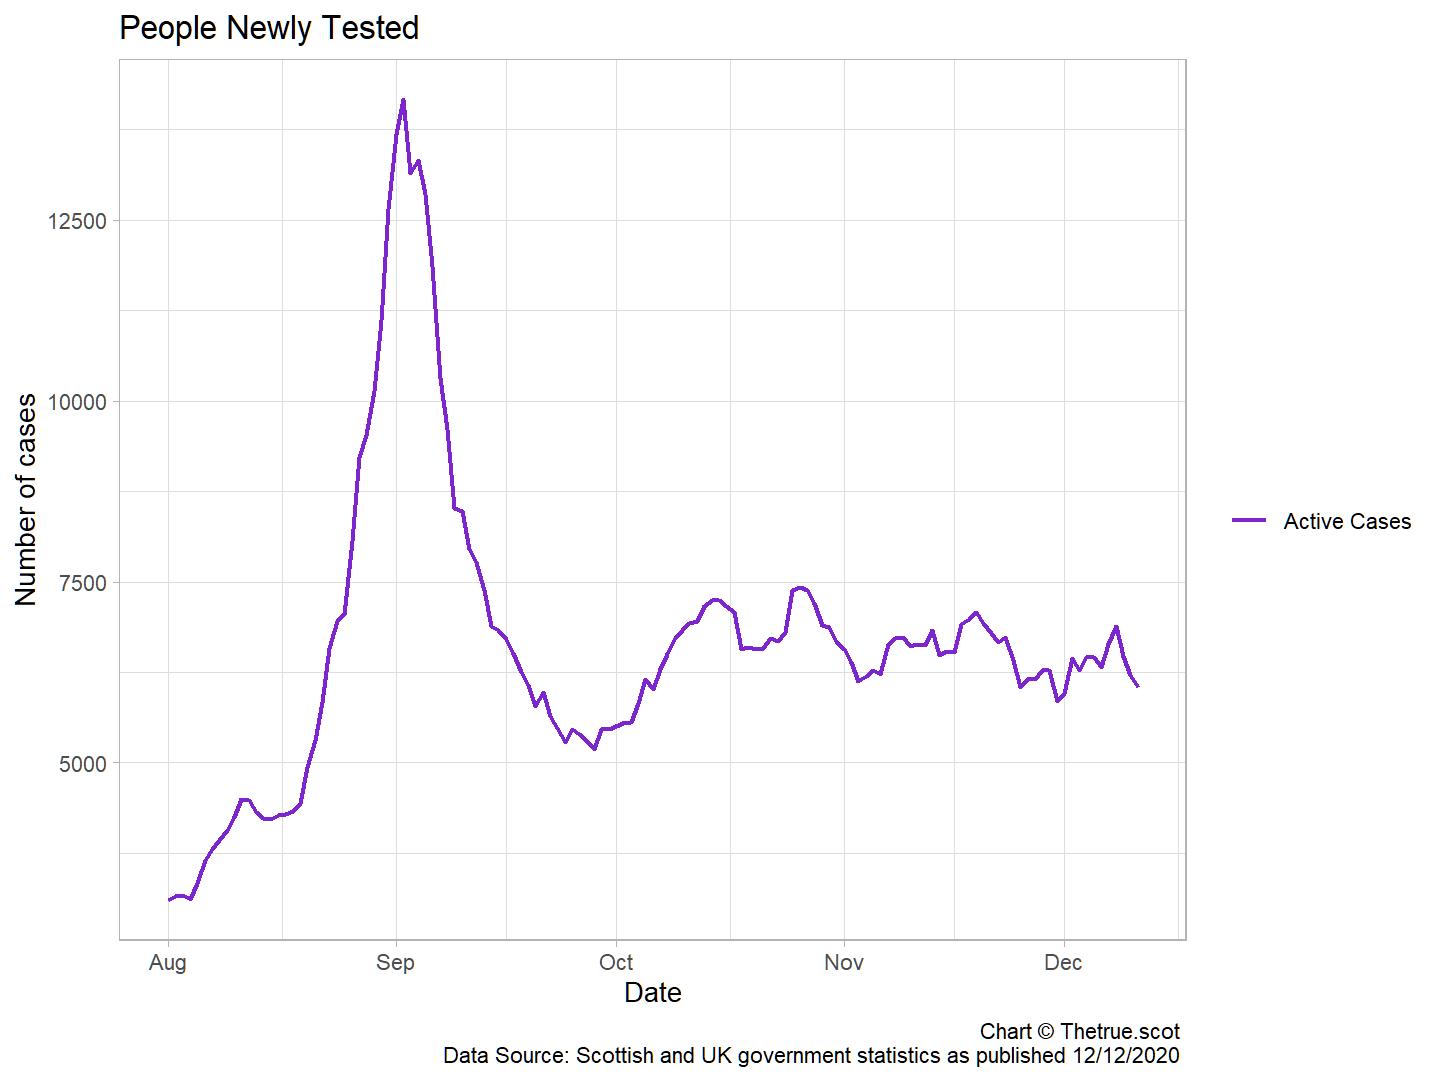 People Newly Tested
Number of cases
12500
10000
7500
5000
Aug Sep Oct Nov Dec
Date
Active Cases
Chart © Thetrue.scot
Data Source: Scottish and UK government statistics as published 12/12/2020